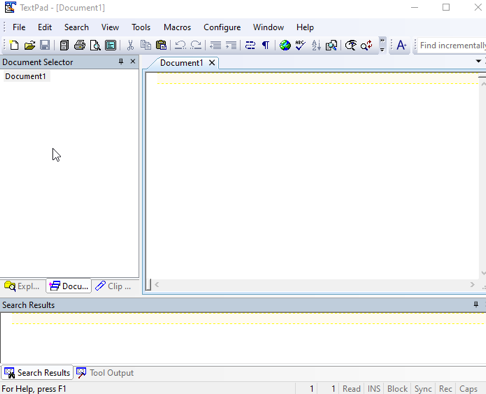 TextPad - [Document1]
File Edit Search View Tools Macros Configure Window Help
Find incrementally
Document Selector
Document1
Document1
Expl... Docu... Clip ...
Search Results
Search Results Tool Output
For Help, press F1 1 1 Read INS Block Sync Rec Caps